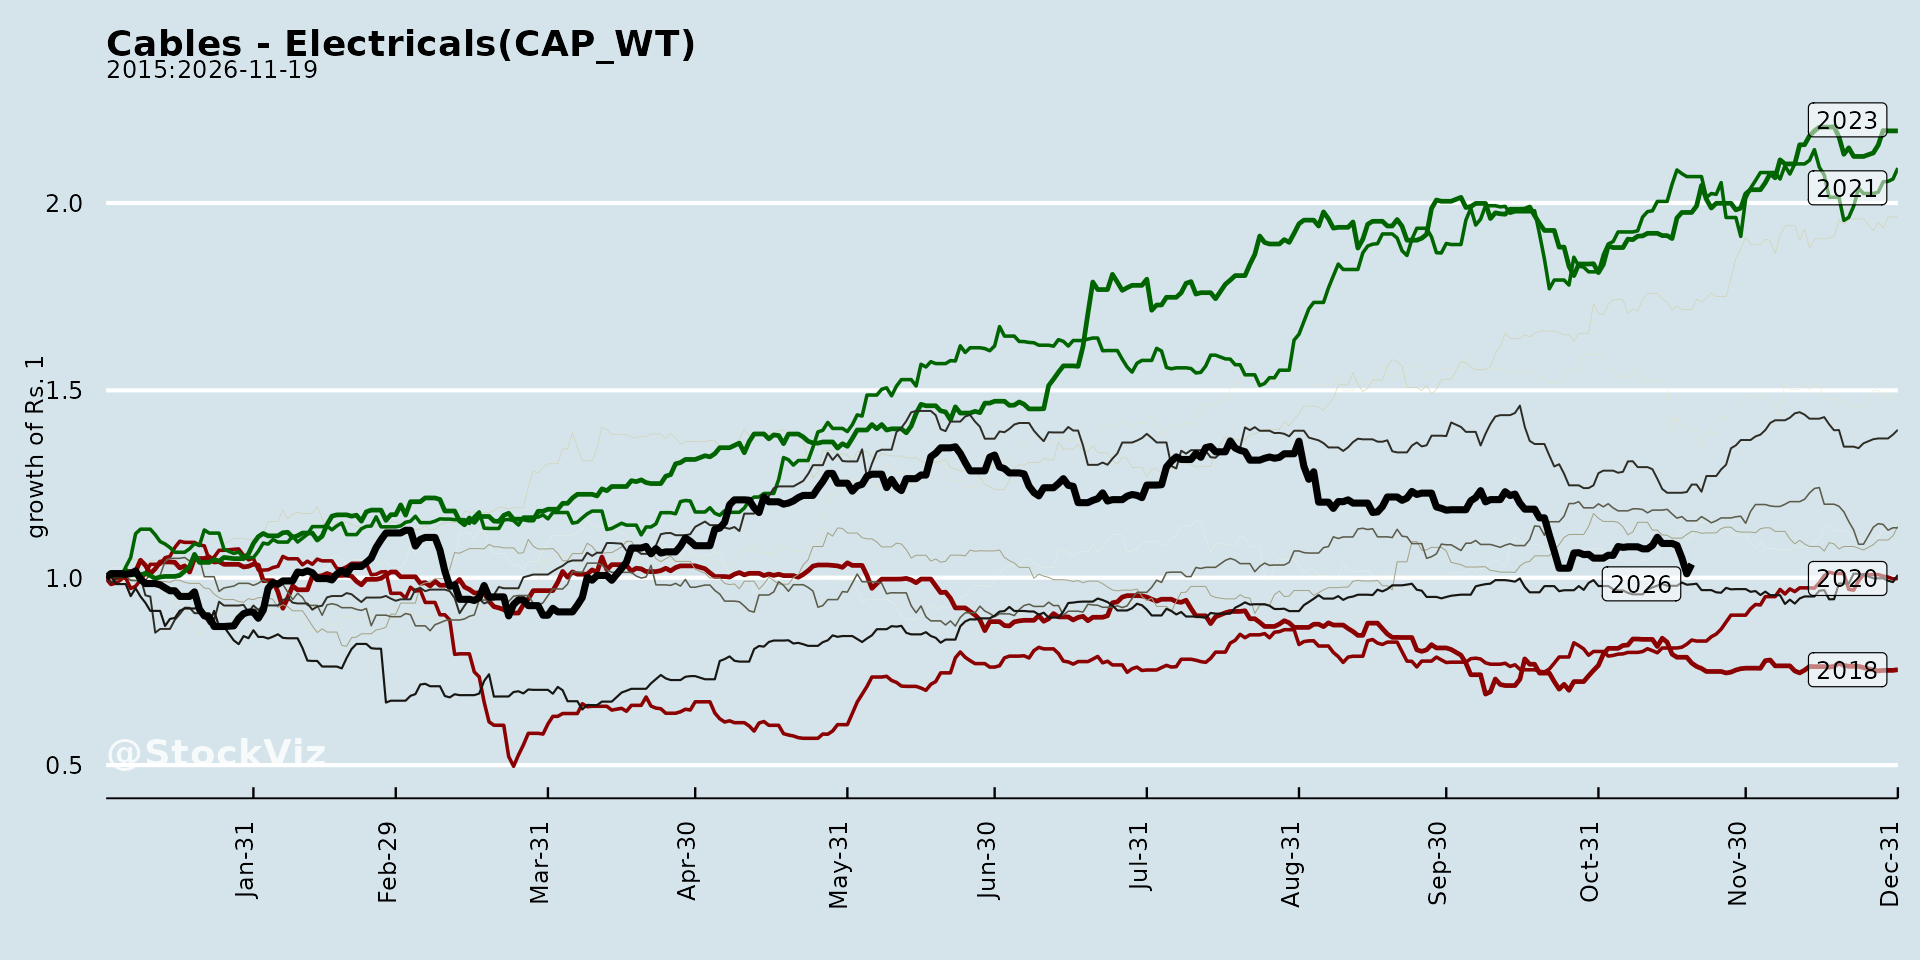 Cables - Electricals(CAP_WT)
2015:2026-11-19
growth of Rs. 1
2.0
1.5
1.0
0.5
2023
2021
2026
2020
2018
@StockViz
Jan-31
Feb-29
Mar-31
Apr-30
May-31
Jun-30
Jul-31
Aug-31
Sep-30
Oct-31
Nov-30
Dec-31